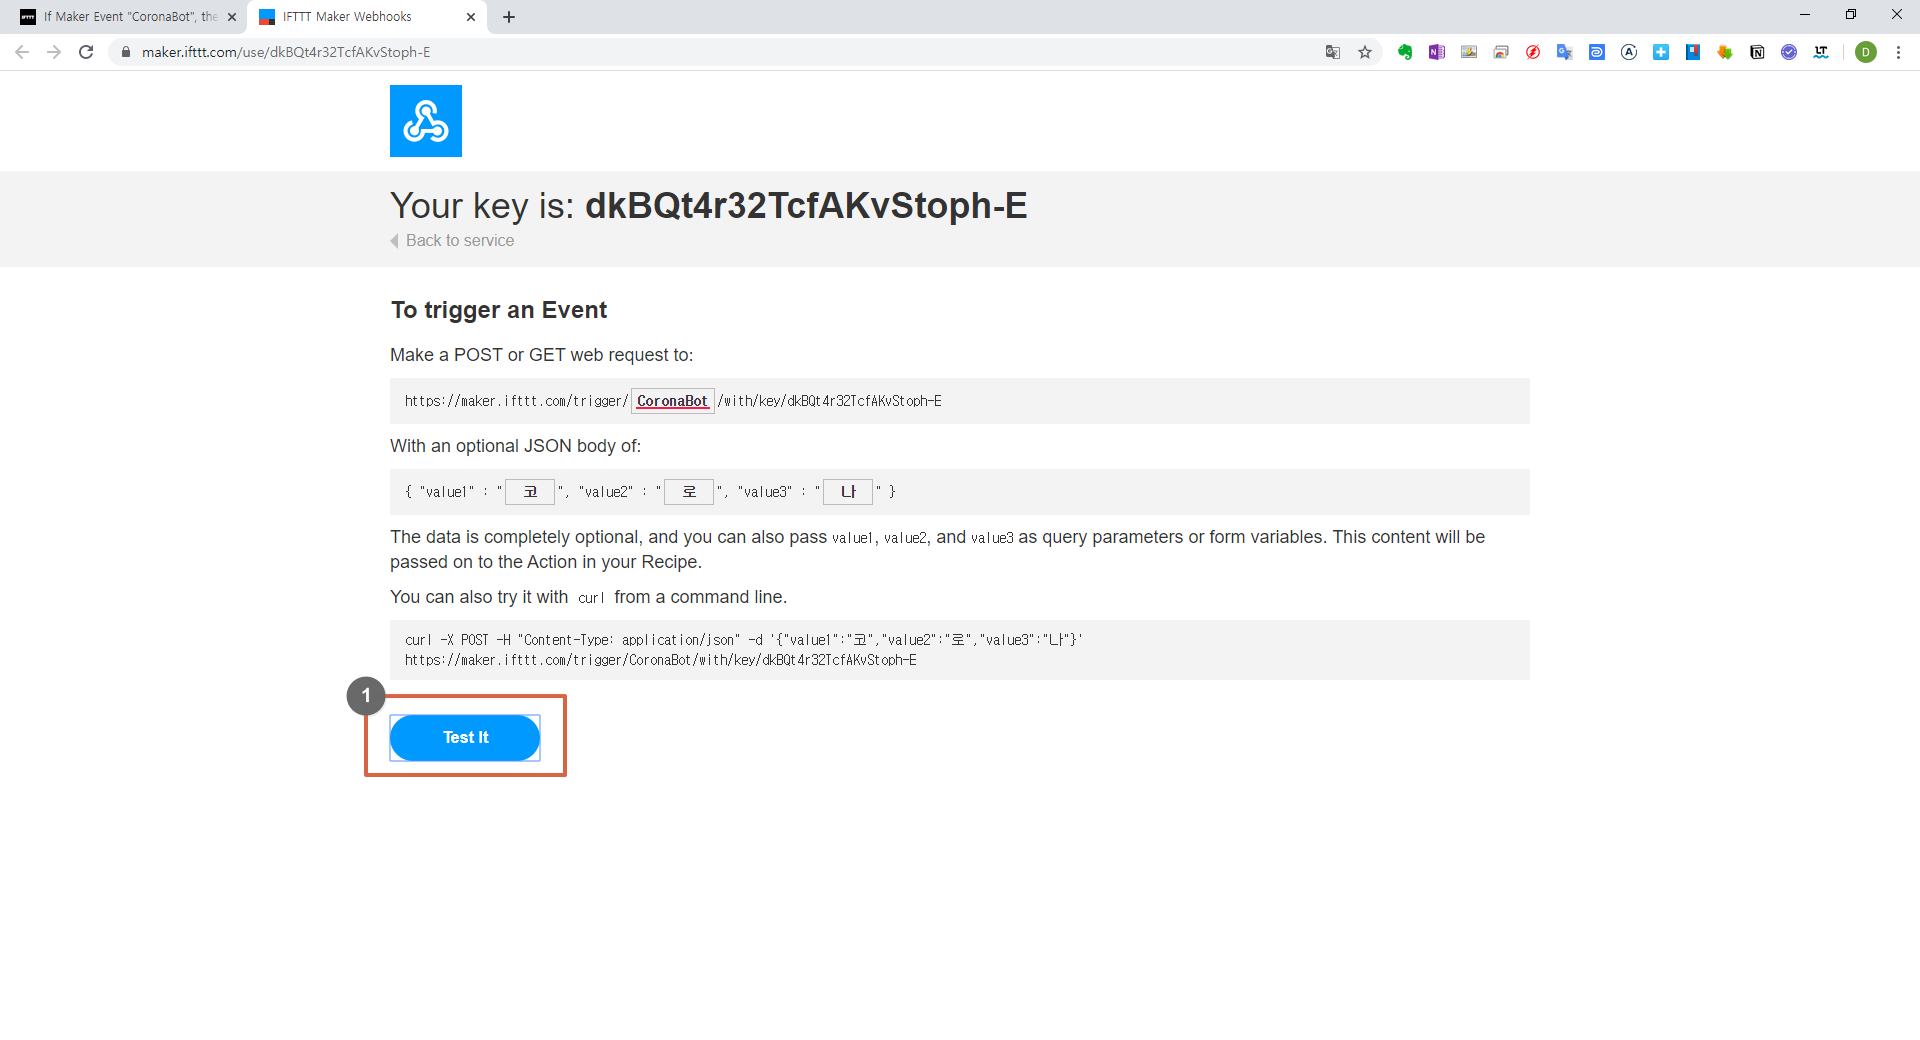 If Maker Event "CoronaBot", the
IFTTT Maker Webhooks
maker.ifttt.com/use/dkBQt4r32TcfAKvStoph-E
D
Your key is: dkBQt4r32TcfAKvStoph-E
Back to service
To trigger an Event
Make a POST or GET web request to:
https://maker.ifttt.com/trigger/ CoronaBot /with/key/dkBQt4r32TcfAKvStoph-E
With an optional JSON body of:
{ "value1" : " 코 ", "value2" : " 로 ", "value3" : " 나 " }
The data is completely optional, and you can also pass value1, value2, and value3 as query parameters or form variables. This content will be
passed on to the Action in your Recipe.
You can also try it with curl from a command line.
curl -X POST -H "Content-Type: application/json" -d '{"value1":"코","value2":"로","value3":"나"}'
https://maker.ifttt.com/trigger/CoronaBot/with/key/dkBQt4r32TcfAKvStoph-E
1
Test It